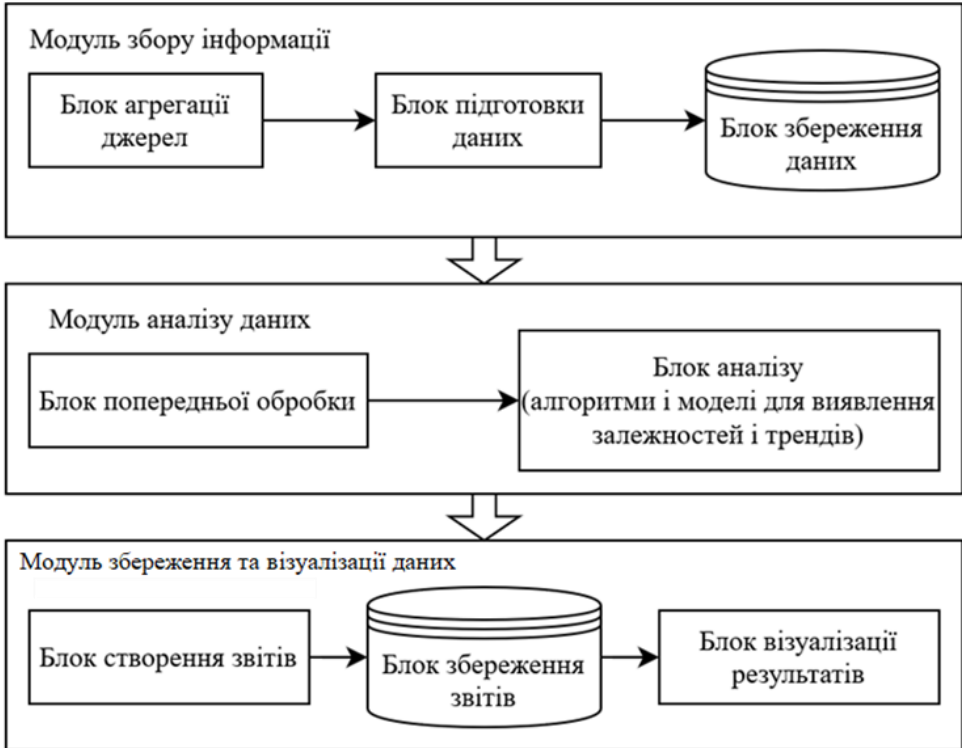 Модуль збору інформації
Блок агрегації
джерел
Блок підготовки
даних
Блок збереження
даних
Модуль аналізу даних
Блок попередньої обробки
Блок аналізу
(алгоритми і моделі для виявлення
залежностей і трендів)
Модуль збереження та візуалізації даних
Блок створення звітів
Блок збереження
звітів
Блок візуалізації
результатів